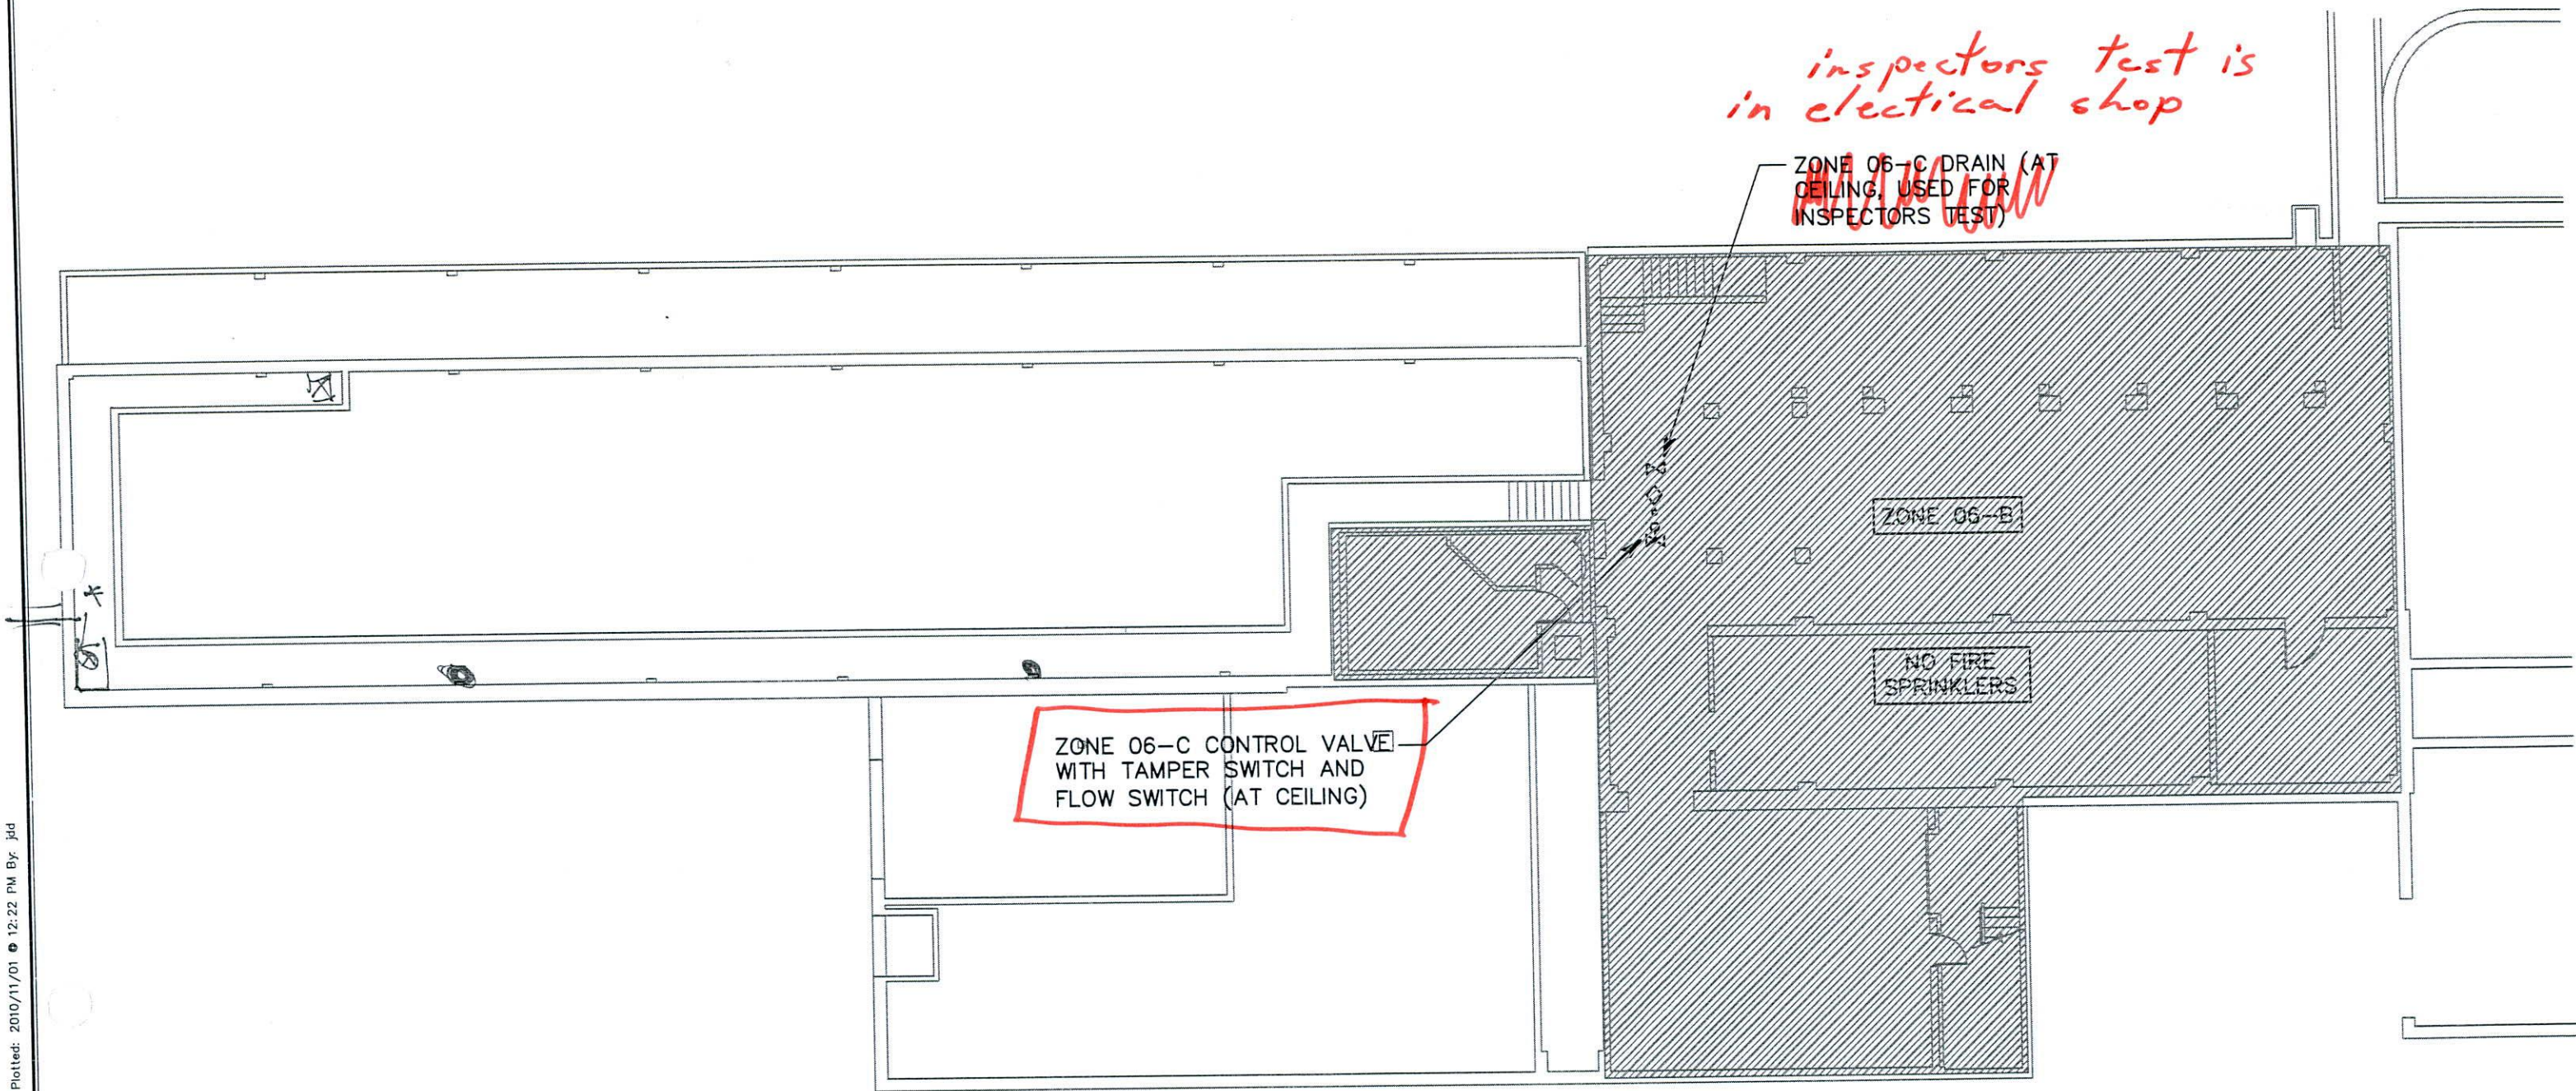 inspectors test is
in electical shop
ZONE 06-C DRAIN (AT
CEILING, USED FOR
INSPECTORS TEST)
ZONE 06-B
NO FIRE
SPRINKLERS
ZONE 06-C CONTROL VALVE
WITH TAMPER SWITCH AND
FLOW SWITCH (AT CEILING)
Plotted: 2010/11/01 @ 12:22 PM By: jdd